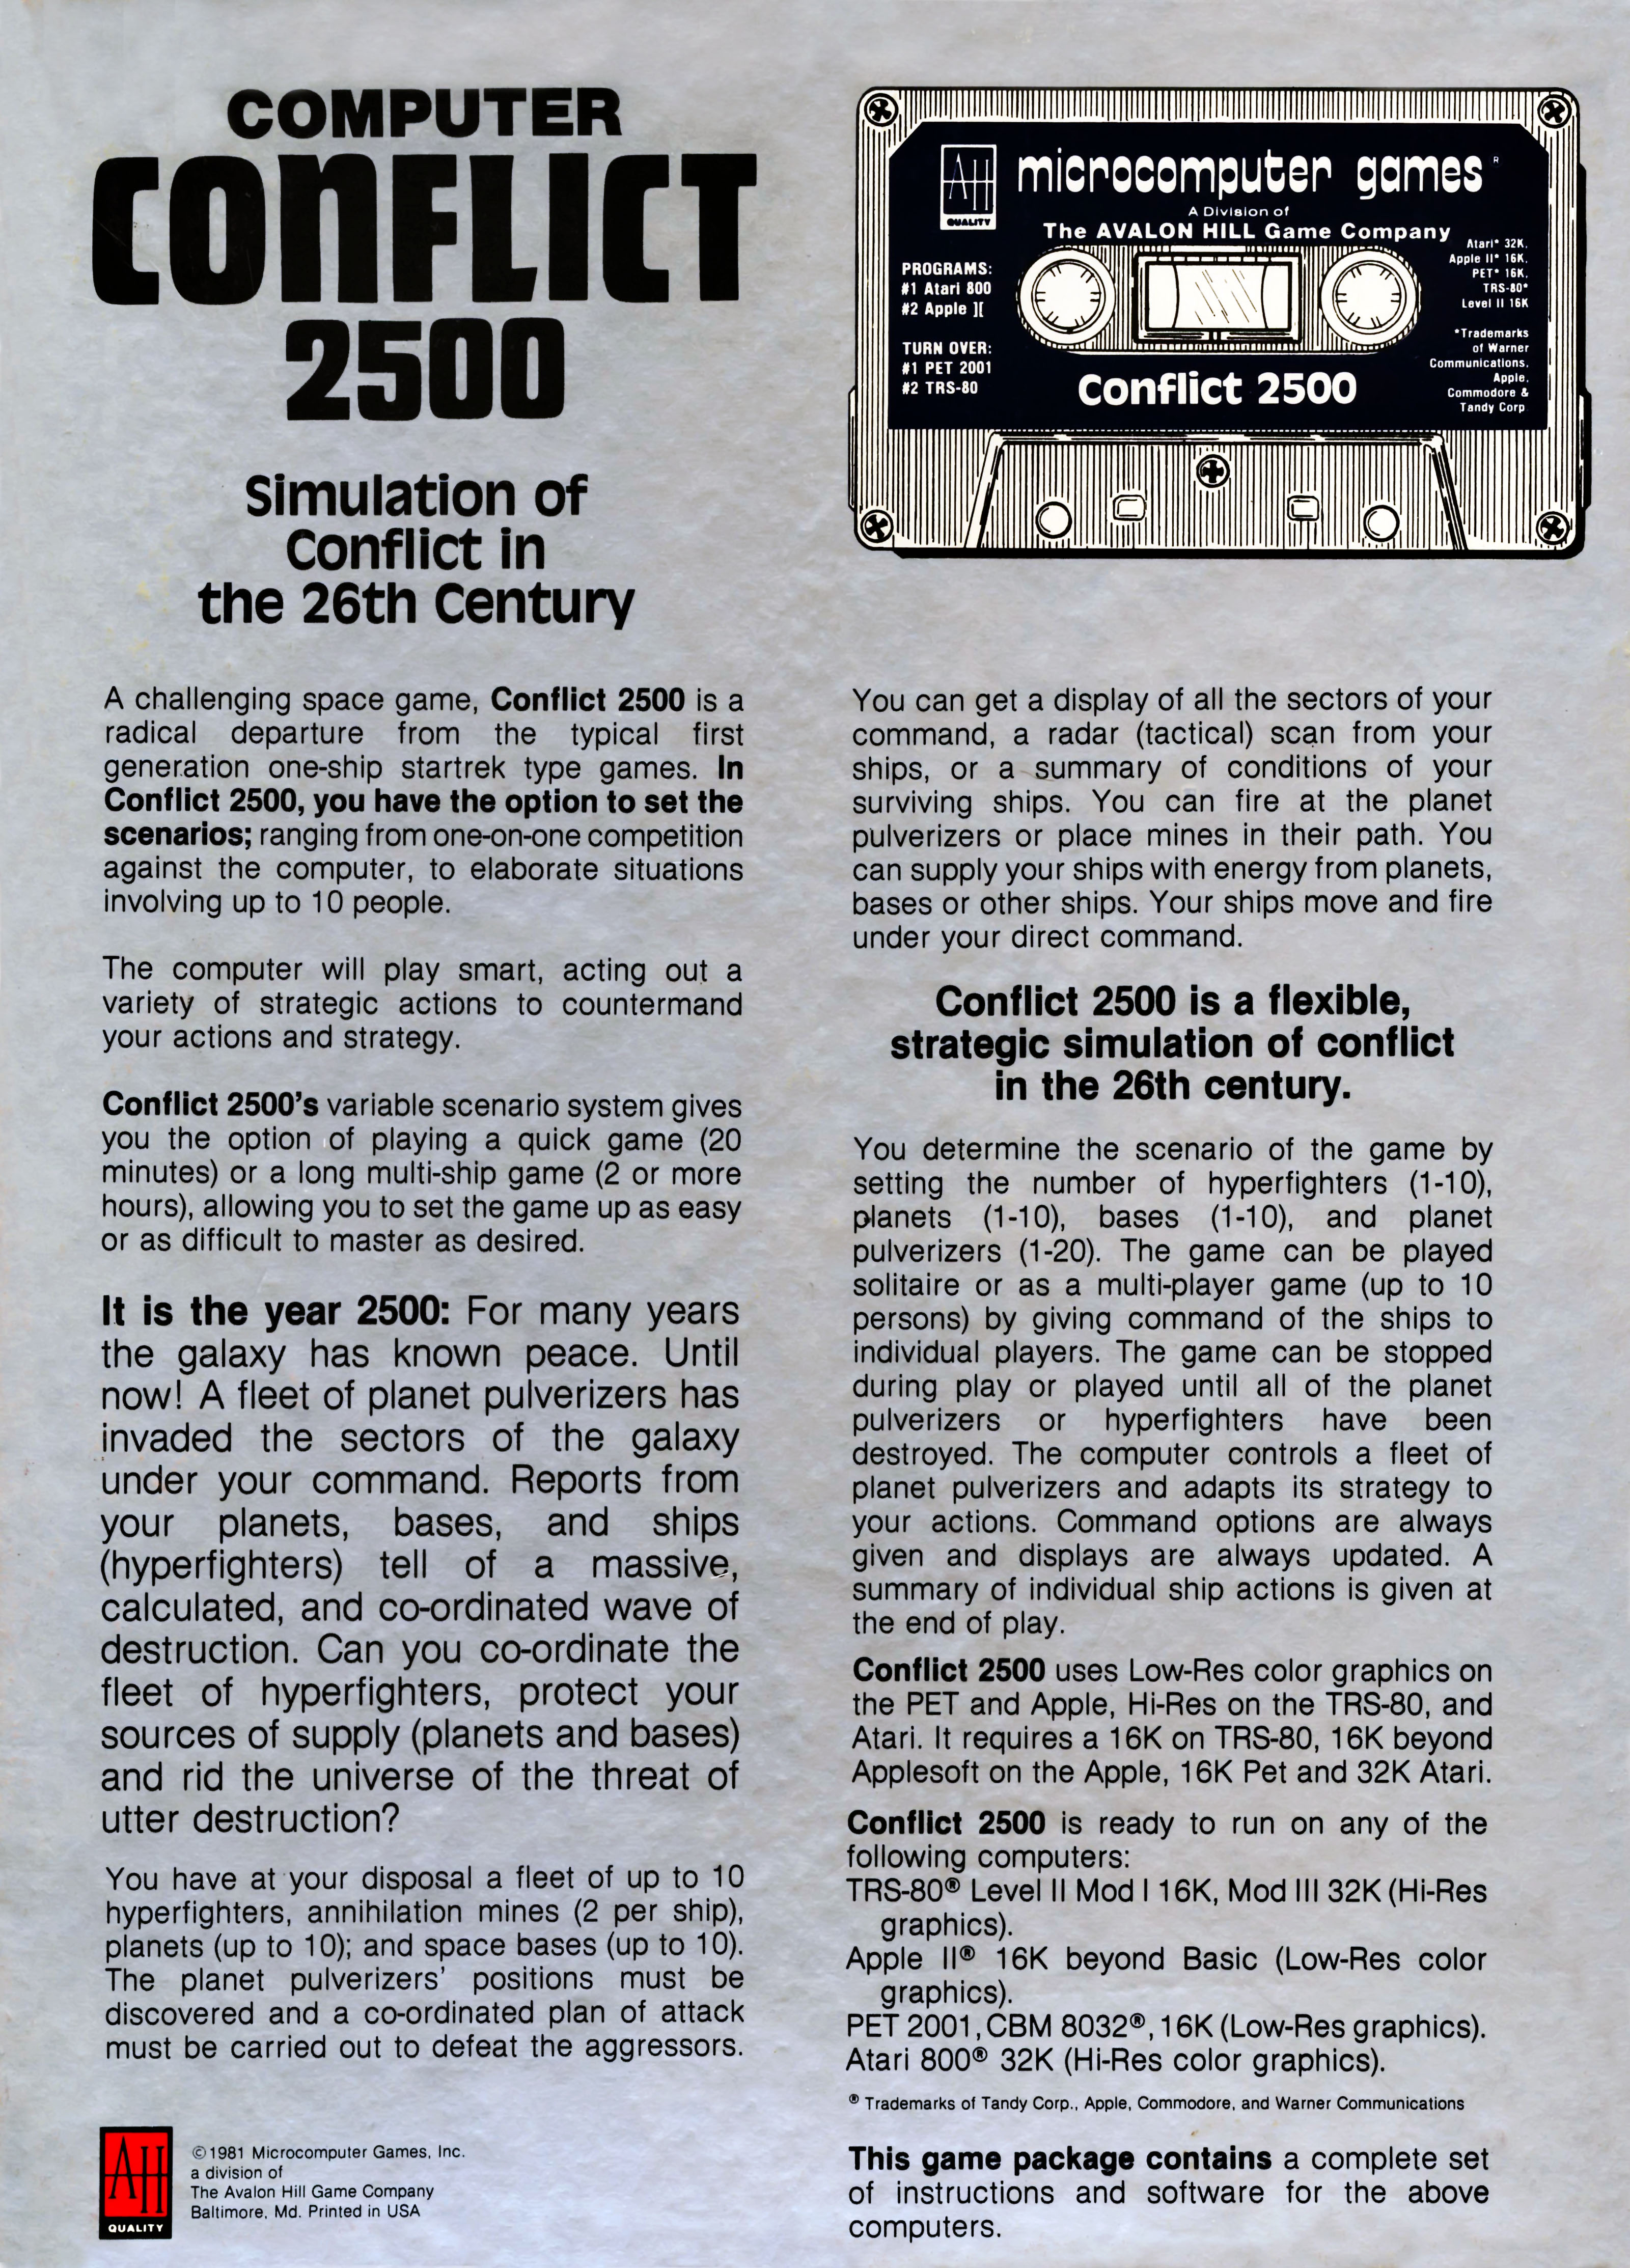 COMPUTER
CONFLICT
2500
Simulation of
Conflict in
the 26th Century
A challenging space game, Conflict 2500 is a
radical departure from the typical first
generation one-ship startrek type games. In
Conflict 2500, you have the option to set the
scenarios; ranging from one-on-one competition
against the computer, to elaborate situations
involving up to 10 people.
The computer will play smart, acting out a
variety of strategic actions to countermand
your actions and strategy.
Conflict 2500's variable scenario system gives
you the option of playing a quick game (20
minutes) or a long multi-ship game (2 or more
hours), allowing you to set the game up as easy
or as difficult to master as desired.
It is the year 2500: For many years
the galaxy has known peace. Until
now! A fleet of planet pulverizers has
invaded the sectors of the galaxy
under your command. Reports from
your planets, bases, and ships
(hyperfighters) tell of a massive,
calculated, and co-ordinated wave of
destruction. Can you co-ordinate the
fleet of hyperfighters, protect your
sources of supply (planets and bases)
and rid the universe of the threat of
utter destruction?
You have at your disposal a fleet of up to 10
hyperfighters, annihilation mines (2 per ship),
planets (up to 10); and space bases (up to 10).
The planet pulverizers' positions must be
discovered and a co-ordinated plan of attack
must be carried out to defeat the aggressors.
AH
QUALITY
©1981 Microcomputer Games, Inc.
a division of
The Avalon Hill Game Company
Baltimore, Md. Printed in USA
AH
QUALITY
microcomputer games®
A Division of
The AVALON HILL Game Company
PROGRAMS:
#1 Atari 800
#2 Apple ][
TURN OVER:
#1 PET 2001
#2 TRS-80
Atari* 32K,
Apple II* 16K,
PET* 16K,
TRS-80*
Level II 16K
*Trademarks
of Warner
Communications,
Apple,
Commodore &
Tandy Corp
Conflict 2500
You can get a display of all the sectors of your
command, a radar (tactical) scan from your
ships, or a summary of conditions of your
surviving ships. You can fire at the planet
pulverizers or place mines in their path. You
can supply your ships with energy from planets,
bases or other ships. Your ships move and fire
under your direct command.
Conflict 2500 is a flexible,
strategic simulation of conflict
in the 26th century.
You determine the scenario of the game by
setting the number of hyperfighters (1-10),
planets (1-10), bases (1-10), and planet
pulverizers (1-20). The game can be played
solitaire or as a multi-player game (up to 10
persons) by giving command of the ships to
individual players. The game can be stopped
during play or played until all of the planet
pulverizers or hyperfighters have been
destroyed. The computer controls a fleet of
planet pulverizers and adapts its strategy to
your actions. Command options are always
given and displays are always updated. A
summary of individual ship actions is given at
the end of play.
Conflict 2500 uses Low-Res color graphics on
the PET and Apple, Hi-Res on the TRS-80, and
Atari. It requires a 16K on TRS-80, 16K beyond
Applesoft on the Apple, 16K Pet and 32K Atari.
Conflict 2500 is ready to run on any of the
following computers:
TRS-80® Level II Mod I 16K, Mod III 32K (Hi-Res
graphics).
Apple II® 16K beyond Basic (Low-Res color
graphics).
PET 2001, CBM 8032®, 16K (Low-Res graphics).
Atari 800® 32K (Hi-Res color graphics).
® Trademarks of Tandy Corp., Apple, Commodore, and Warner Communications
This game package contains a complete set
of instructions and software for the above
computers.